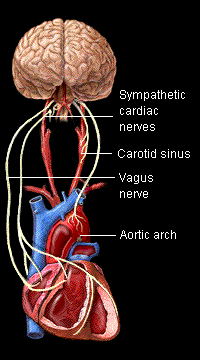 Sympathetic
cardiac
nerves
Carotid sinus
Vagus
nerve
Aortic arch